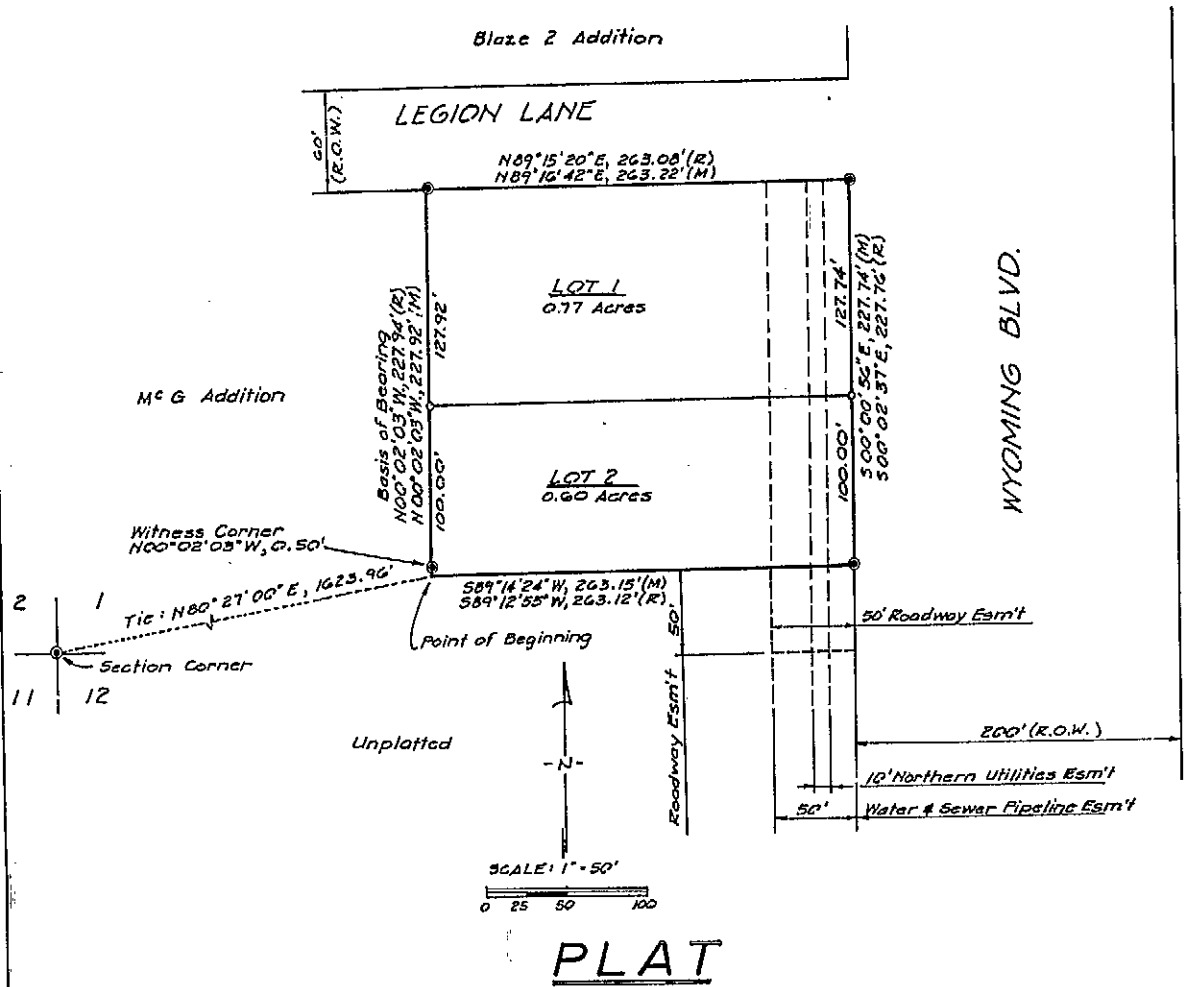 Blaze 2 Addition
LEGION LANE
60'
(R.O.W.)
N89°15'20"E, 263.08'(R)
N89°16'42"E, 263.22'(M)
LOT 1
0.77 Acres
127.92'
127.74'
Basis of Bearing
N00°02'03"W, 227.94'(R)
N00°02'03"W, 227.92'(M)
S00°00'56"E, 227.74'(M)
S00°02'37"E, 227.76'(R)
WYOMING BLVD.
McG Addition
LOT 2
0.60 Acres
100.00'
100.00'
Witness Corner
N00°02'03"W, 0.50'
Tie: N80°27'00"E, 1623.96'
S89°14'24"W, 263.15'(M)
S89°12'55"W, 263.12'(R)
2 1
11 12
Section Corner
Point of Beginning
50'
Roadway Esm't
50' Roadway Esm't
Unplatted
-N-
200' (R.O.W.)
10' Northern Utilities Esm't
50' Water & Sewer Pipeline Esm't
SCALE: 1"=50'
0 25 50 100
PLAT